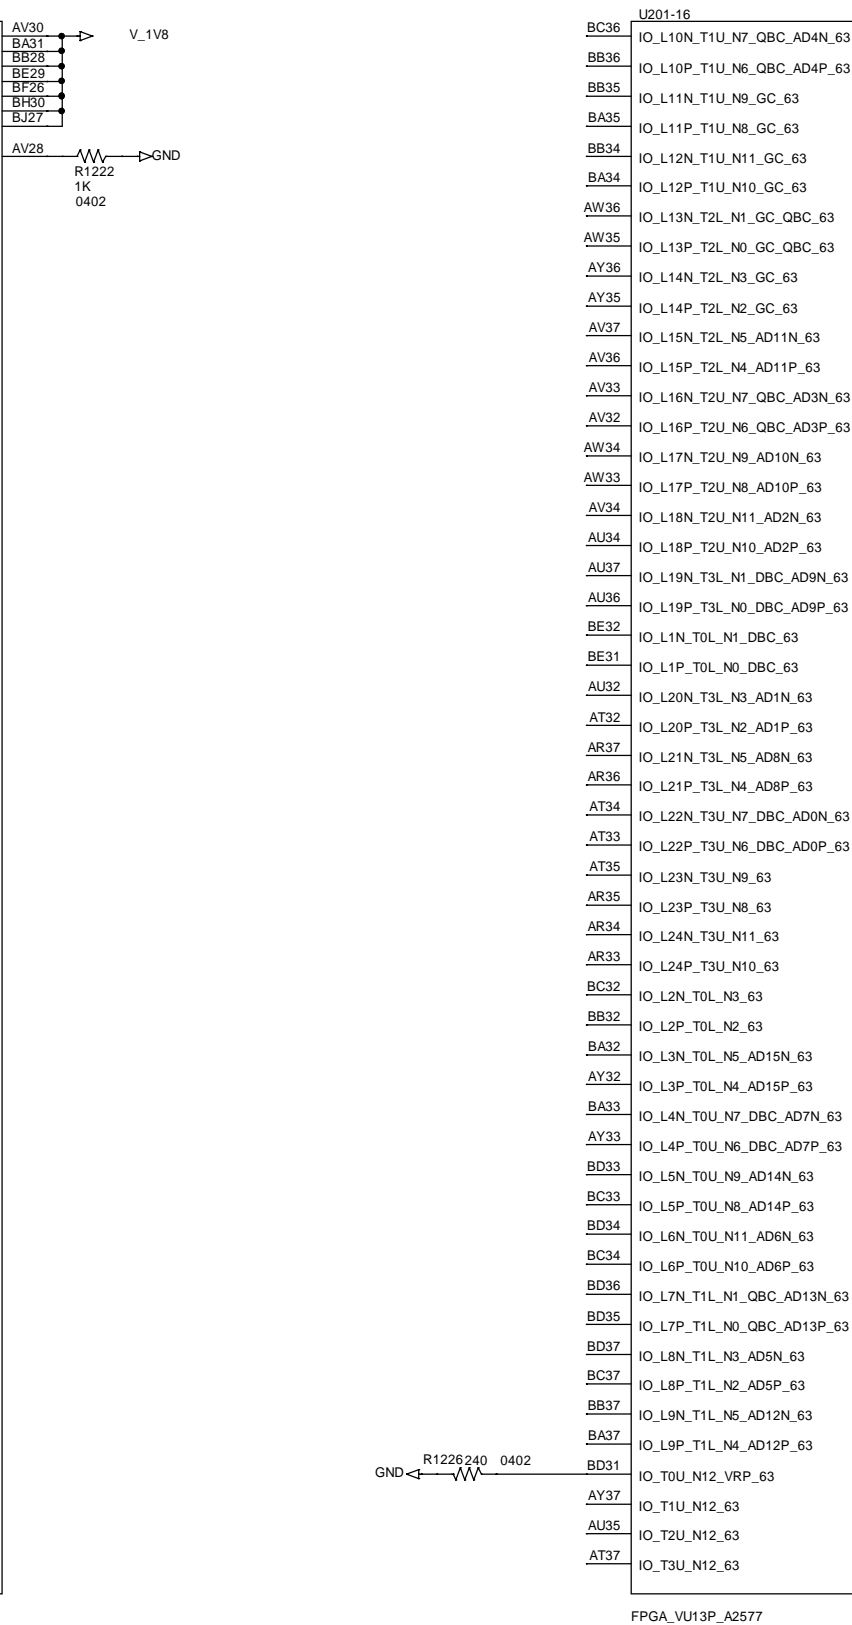 AV30
V_1V8
BA31
BB28
BE29
BF26
BH30
BJ27
AV28
GND
R1222
1K
0402
U201-16
BC36 IO_L10N_T1U_N7_QBC_AD4N_63
BB36 IO_L10P_T1U_N6_QBC_AD4P_63
BB35 IO_L11N_T1U_N9_GC_63
BA35 IO_L11P_T1U_N8_GC_63
BB34 IO_L12N_T1U_N11_GC_63
BA34 IO_L12P_T1U_N10_GC_63
AW36 IO_L13N_T2L_N1_GC_QBC_63
AW35 IO_L13P_T2L_N0_GC_QBC_63
AY36 IO_L14N_T2L_N3_GC_63
AY35 IO_L14P_T2L_N2_GC_63
AV37 IO_L15N_T2L_N5_AD11N_63
AV36 IO_L15P_T2L_N4_AD11P_63
AV33 IO_L16N_T2U_N7_QBC_AD3N_63
AV32 IO_L16P_T2U_N6_QBC_AD3P_63
AW34 IO_L17N_T2U_N9_AD10N_63
AW33 IO_L17P_T2U_N8_AD10P_63
AV34 IO_L18N_T2U_N11_AD2N_63
AU34 IO_L18P_T2U_N10_AD2P_63
AU37 IO_L19N_T3L_N1_DBC_AD9N_63
AU36 IO_L19P_T3L_N0_DBC_AD9P_63
BE32 IO_L1N_T0L_N1_DBC_63
BE31 IO_L1P_T0L_N0_DBC_63
AU32 IO_L20N_T3L_N3_AD1N_63
AT32 IO_L20P_T3L_N2_AD1P_63
AR37 IO_L21N_T3L_N5_AD8N_63
AR36 IO_L21P_T3L_N4_AD8P_63
AT34 IO_L22N_T3U_N7_DBC_AD0N_63
AT33 IO_L22P_T3U_N6_DBC_AD0P_63
AT35 IO_L23N_T3U_N9_63
AR35 IO_L23P_T3U_N8_63
AR34 IO_L24N_T3U_N11_63
AR33 IO_L24P_T3U_N10_63
BC32 IO_L2N_T0L_N3_63
BB32 IO_L2P_T0L_N2_63
BA32 IO_L3N_T0L_N5_AD15N_63
AY32 IO_L3P_T0L_N4_AD15P_63
BA33 IO_L4N_T0U_N7_DBC_AD7N_63
AY33 IO_L4P_T0U_N6_DBC_AD7P_63
BD33 IO_L5N_T0U_N9_AD14N_63
BC33 IO_L5P_T0U_N8_AD14P_63
BD34 IO_L6N_T0U_N11_AD6N_63
BC34 IO_L6P_T0U_N10_AD6P_63
BD36 IO_L7N_T1L_N1_QBC_AD13N_63
BD35 IO_L7P_T1L_N0_QBC_AD13P_63
BD37 IO_L8N_T1L_N3_AD5N_63
BC37 IO_L8P_T1L_N2_AD5P_63
BB37 IO_L9N_T1L_N5_AD12N_63
BA37 IO_L9P_T1L_N4_AD12P_63
GND R1226 240 0402 BD31 IO_T0U_N12_VRP_63
AY37 IO_T1U_N12_63
AU35 IO_T2U_N12_63
AT37 IO_T3U_N12_63
FPGA_VU13P_A2577